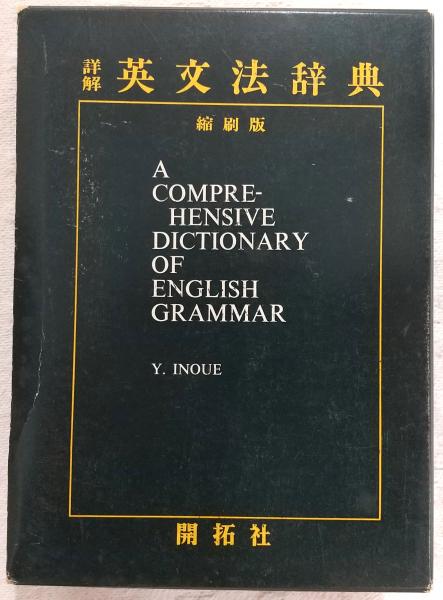 詳解 英文法辞典
縮刷版
A
COMPRE-
HENSIVE
DICTIONARY
OF
ENGLISH
GRAMMAR
Y. INOUE
開拓社